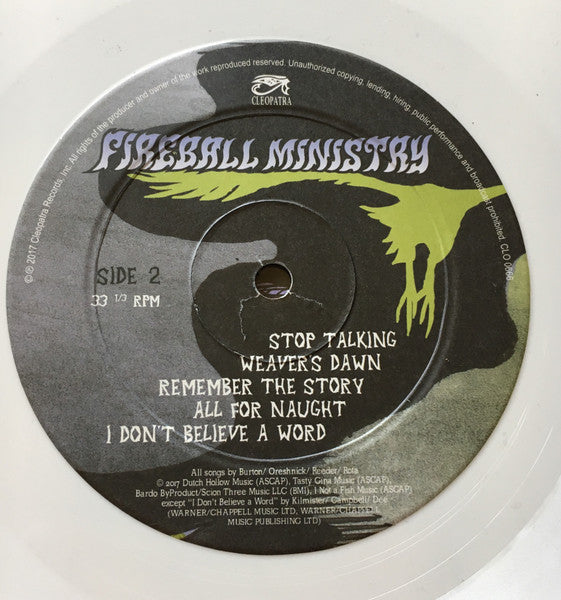 ℗© 2017 Cleopatra Records, Inc. All rights of the producer and owner of the work reproduced reserved. Unauthorized copying, lending, hiring, public performance and broadcast prohibited. CLO 0666
CLEOPATRA
FIREBALL MINISTRY
SIDE 2
33 1/3 RPM
STOP TALKING
WEAVER'S DAWN
REMEMBER THE STORY
ALL FOR NAUGHT
I DON'T BELIEVE A WORD
All songs by Burton/ Oreshnick/ Reeder/ Rota
© 2017 Dutch Hollow Music (ASCAP), Tasty Gina Music (ASCAP),
Bardo ByProduct/Scion Three Music LLC (BMI), I Not a Fish Music (ASCAP)
except "I Don't Believe a Word" by Kilmister/ Campbell/ Dee
(WARNER/CHAPPELL MUSIC LTD, WARNER/CHAPPELL
MUSIC PUBLISHING LTD)